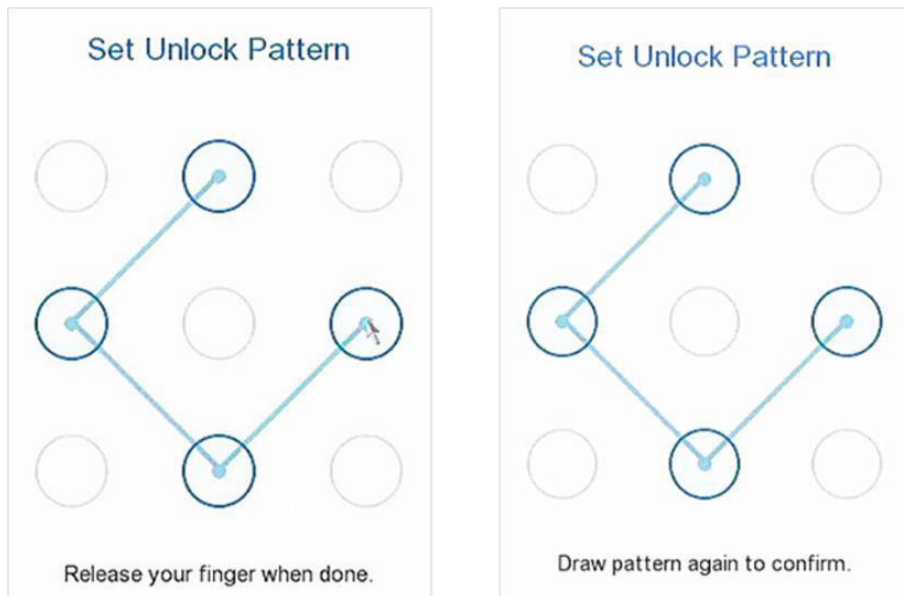 Set Unlock Pattern
Release your finger when done.
Set Unlock Pattern
Draw pattern again to confirm.